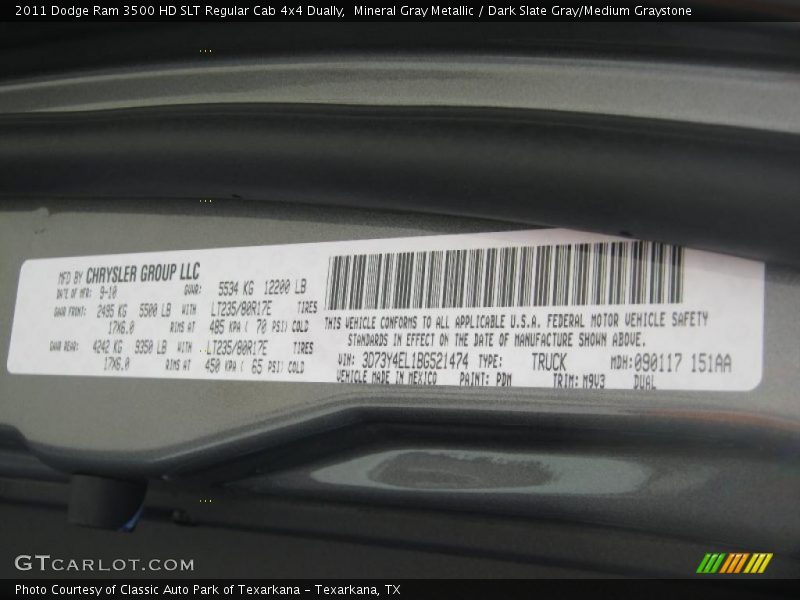 2011 Dodge Ram 3500 HD SLT Regular Cab 4x4 Dually,  Mineral Gray Metallic / Dark Slate Gray/Medium Graystone
MFD BY CHRYSLER GROUP LLC
DATE OF MFR: 9-10 GVWR: 5534 KG 12200 LB
GAWR FRONT: 2495 KG 5500 LB WITH LT235/80R17E TIRES
17X6.0 RIMS AT 485 KPA ( 70 PSI) COLD
GAWR REAR: 4242 KG 9350 LB WITH LT235/80R17E TIRES
17X6.0 RIMS AT 450 KPA ( 65 PSI) COLD
THIS VEHICLE CONFORMS TO ALL APPLICABLE U.S.A. FEDERAL MOTOR VEHICLE SAFETY
STANDARDS IN EFFECT ON THE DATE OF MANUFACTURE SHOWN ABOVE.
VIN: 3D73Y4EL1BG521474 TYPE: TRUCK MDH: 090117 151AA
VEHICLE MADE IN MEXICO PAINT: PDM TRIM: M9V3 DUAL
GTCARLOT.COM
Photo Courtesy of Classic Auto Park of Texarkana - Texarkana, TX